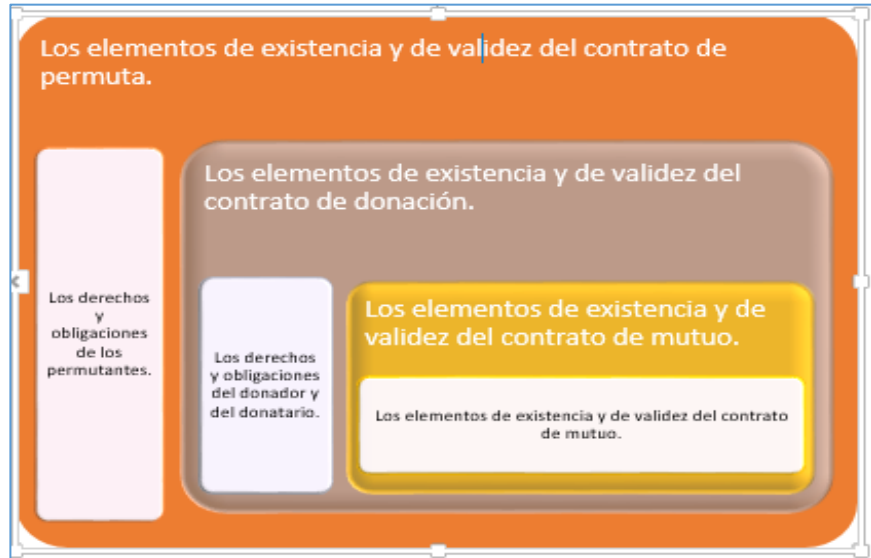 Los elementos de existencia y de validez del contrato de
permuta.
Los derechos
y
obligaciones
de los
permutantes.
Los elementos de existencia y de validez del
contrato de donación.
Los derechos
y obligaciones
del donador y
del donatario.
Los elementos de existencia y de
validez del contrato de mutuo.
Los elementos de existencia y de validez del contrato
de mutuo.